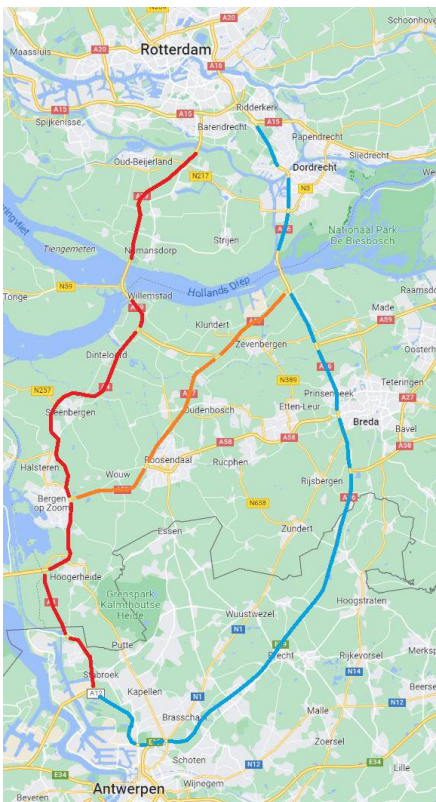 N209
A20
A20
Schoonhoven
Maassluis
Rotterdam
A16
A15
A15
Ridderkerk
A15
Spijkenisse
Barendrecht
Papendrecht
Oud-Beijerland
Sliedrecht
Dordrecht
N217
N3
Strijen
Nationaal Park
De Biesbosch
Tiengemeten
Numansdorp
Hollands Diep
N59
Willemstad
Tonge
Klundert
Made
Raamsdo
A59
Zevenbergen
Dinteloord
Oosterh
N257
N389
Prinsenbeek
Teteringen
Steenbergen
Oudenbosch
Etten-Leur
A27
Breda
Bavel
A58
A58
Halsteren
Wouw
Roosendaal
Rucphen
Rijsbergen
Bergen
op Zoom
N638
Zundert
Essen
Hoogerheide
Grenspark
Kalmthoutse
Heide
Hoogstraten
Wuustwezel
N1
Putte
Brecht
Rijkevorsel
Merksp
Stabroek
N14
A12
Kapellen
N1
N12
Beerse
Brasschaat
Malle
Schoten
Zoersel
E34
N12
E34
Lille
Antwerpen
Wijnegem
Beveren